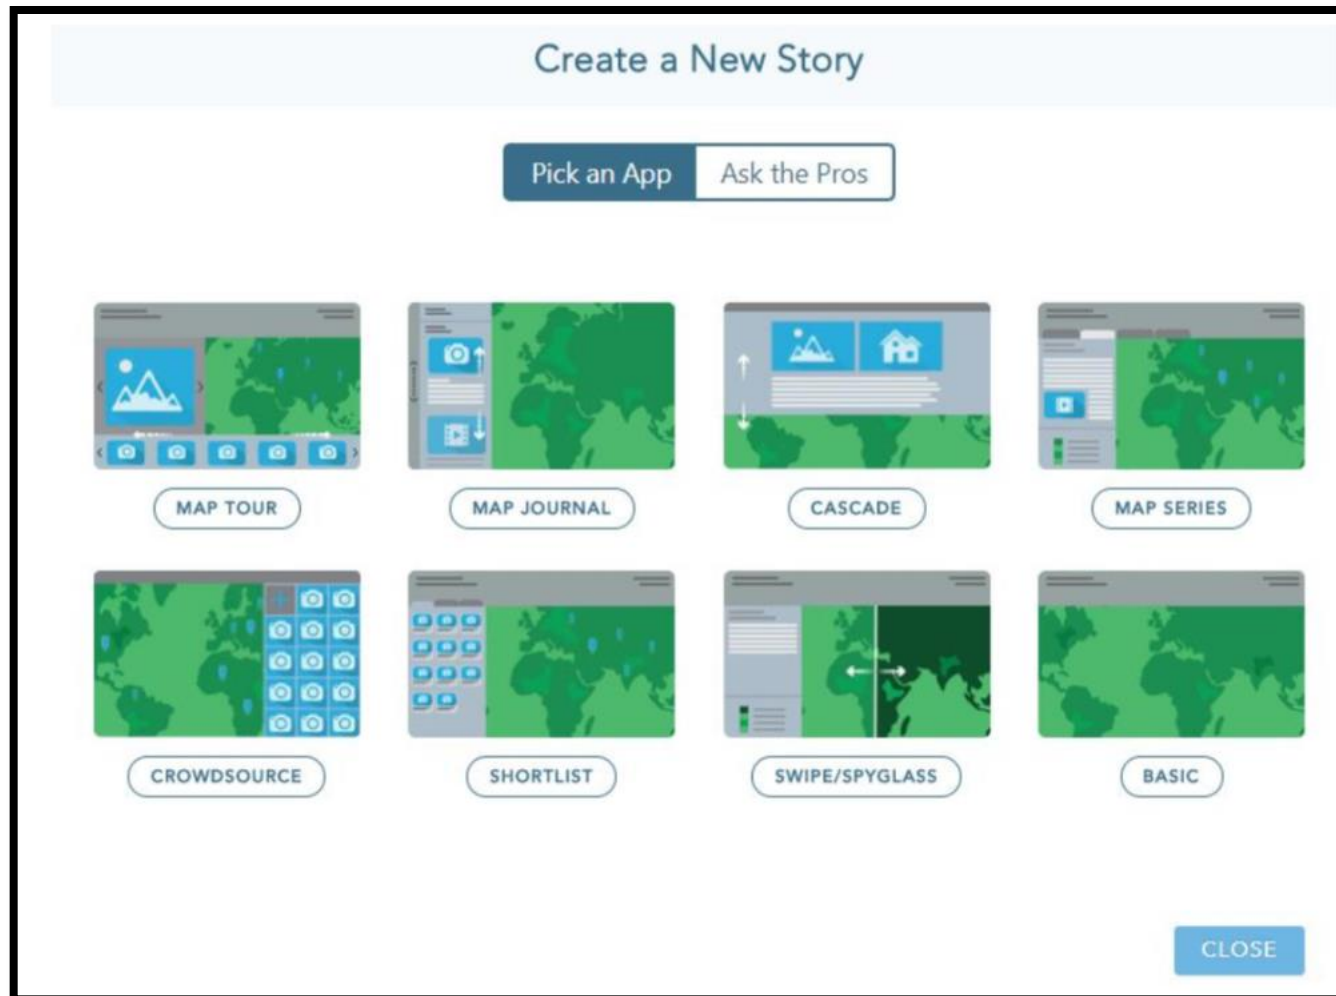 Create a New Story
Pick an App Ask the Pros
MAP TOUR MAP JOURNAL CASCADE MAP SERIES
CROWDSOURCE SHORTLIST SWIPE/SPYGLASS BASIC
CLOSE